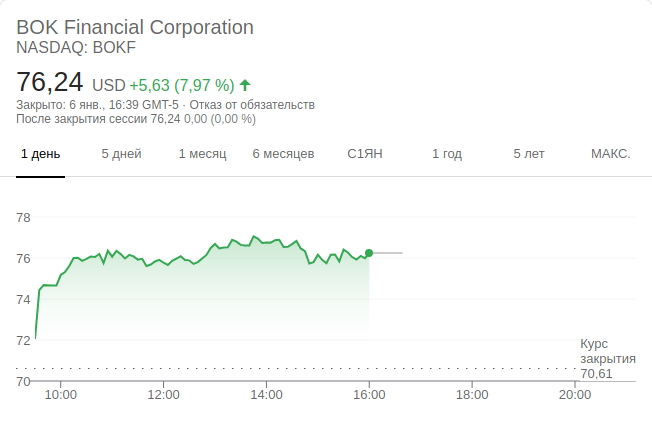 BOK Financial Corporation
NASDAQ: BOKF
76,24 USD +5,63 (7,97 %)
Закрыто: 6 янв., 16:39 GMT-5 · Отказ от обязательств
После закрытия сессии 76,24 0,00 (0,00 %)
1 день 5 дней 1 месяц 6 месяцев С1ЯН 1 год 5 лет МАКС.
78
76
74
72
Курс
закрытия
70,61
70
10:00 12:00 14:00 16:00 18:00 20:00